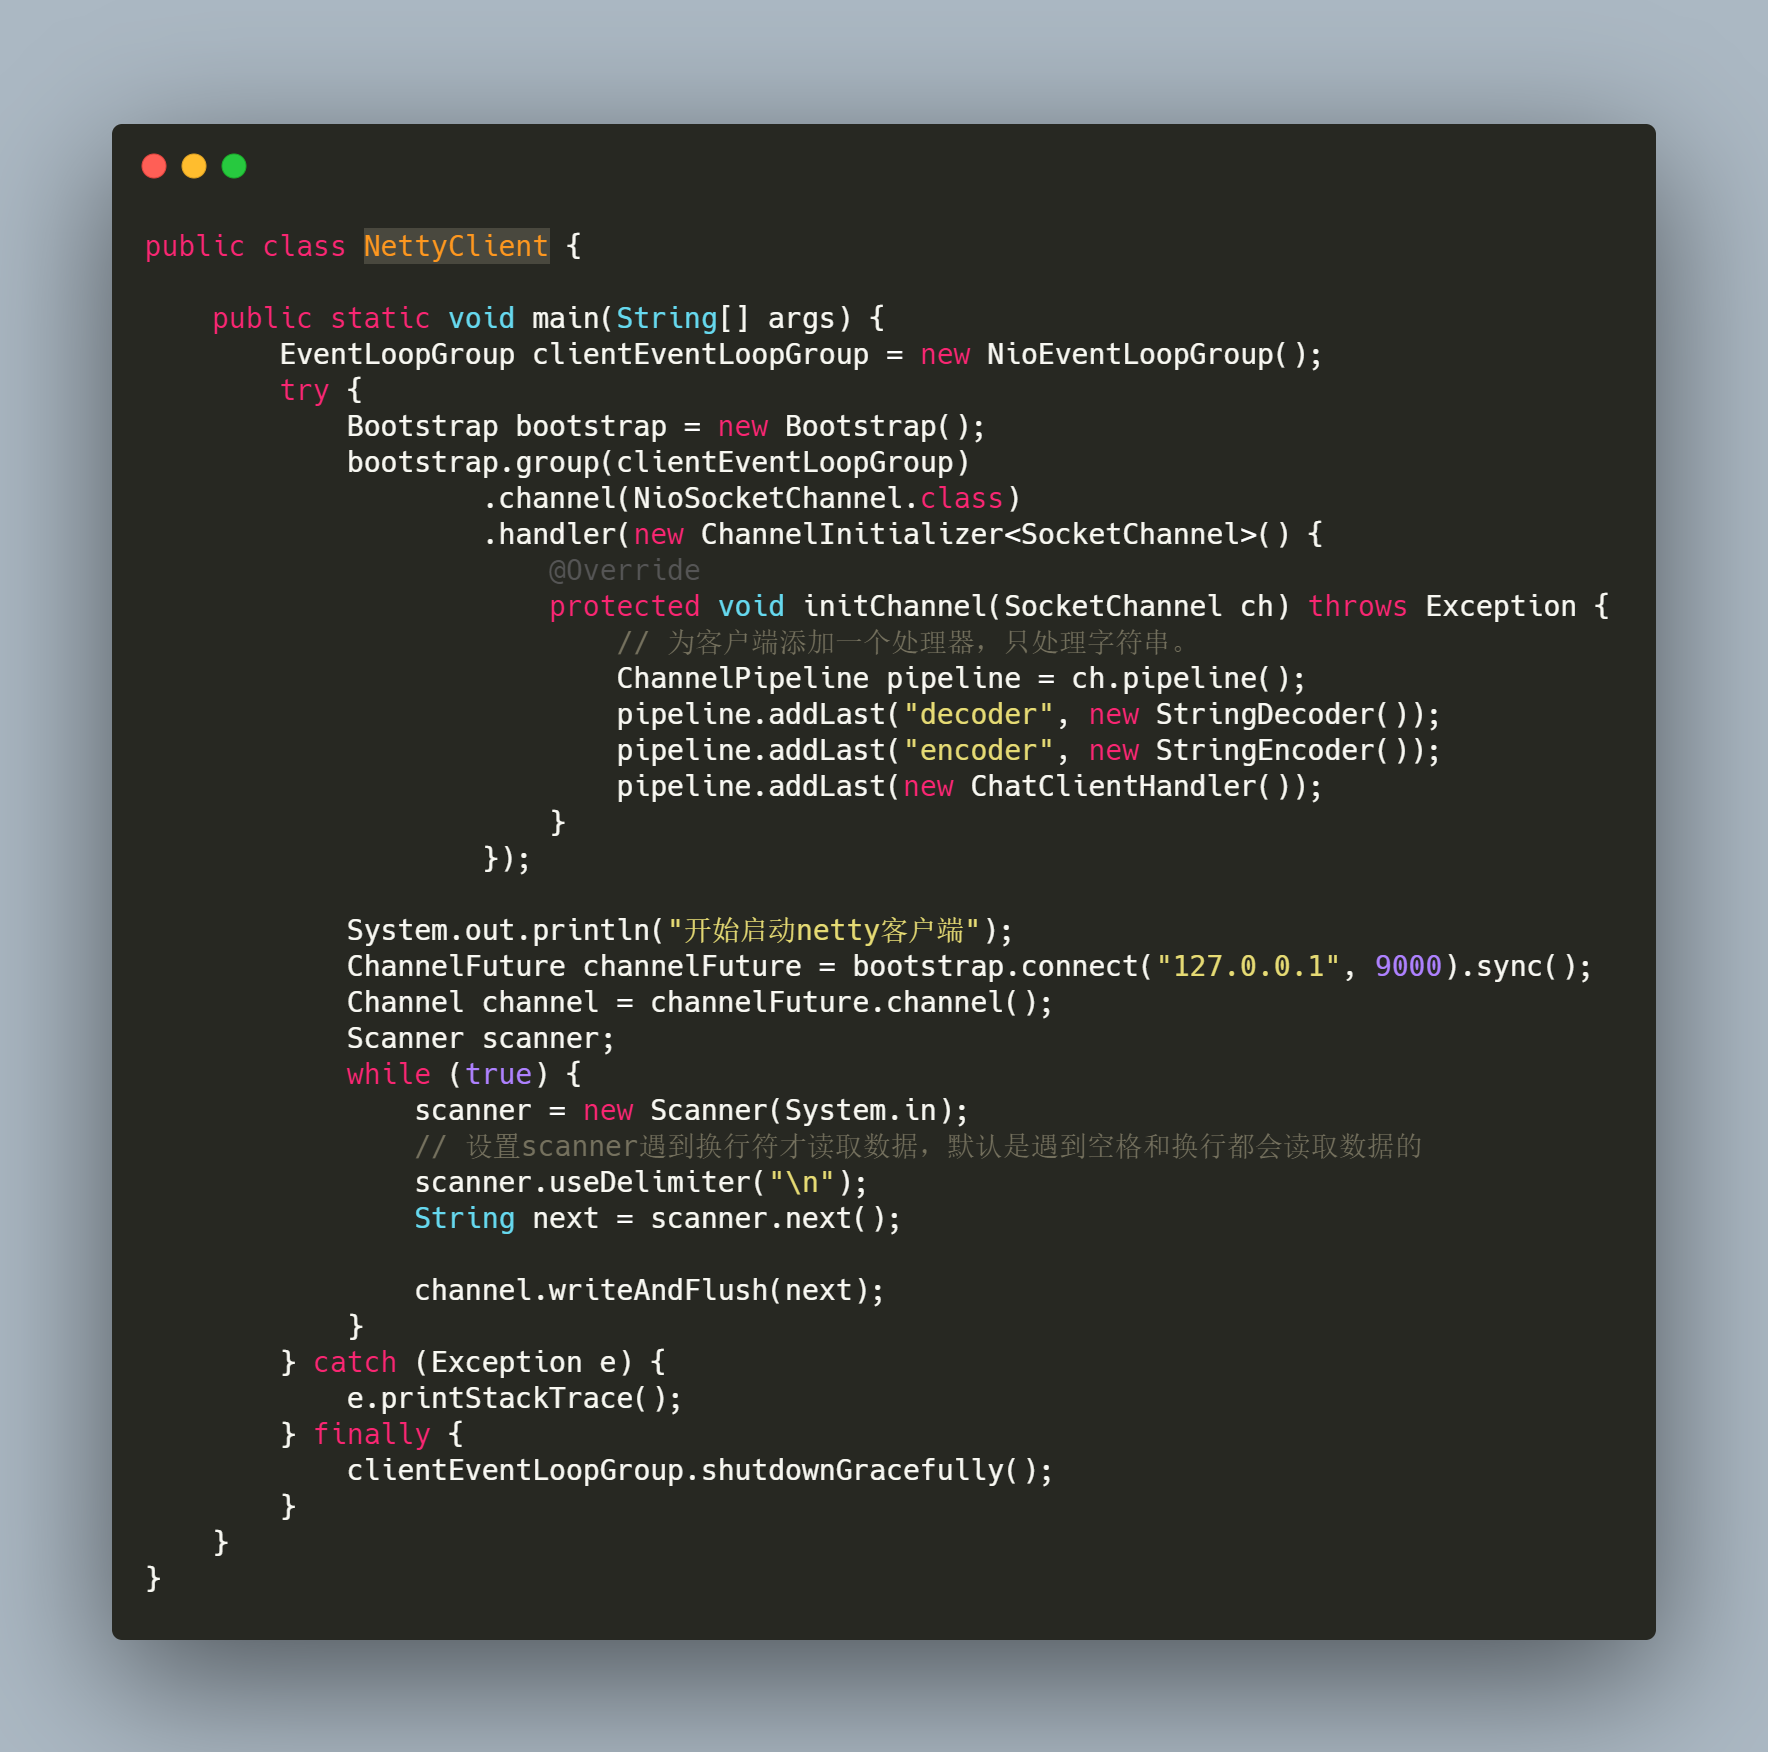 public class NettyClient {
public static void main(String[] args) {
EventLoopGroup clientEventLoopGroup = new NioEventLoopGroup();
try {
Bootstrap bootstrap = new Bootstrap();
bootstrap.group(clientEventLoopGroup)
.channel(NioSocketChannel.class)
.handler(new ChannelInitializer<SocketChannel>() {
@Override
protected void initChannel(SocketChannel ch) throws Exception {
// 为客户端添加一个处理器，只处理字符串。
ChannelPipeline pipeline = ch.pipeline();
pipeline.addLast("decoder", new StringDecoder());
pipeline.addLast("encoder", new StringEncoder());
pipeline.addLast(new ChatClientHandler());
}
});
System.out.println("开始启动netty客户端");
ChannelFuture channelFuture = bootstrap.connect("127.0.0.1", 9000).sync();
Channel channel = channelFuture.channel();
Scanner scanner;
while (true) {
scanner = new Scanner(System.in);
// 设置scanner遇到换行符才读取数据，默认是遇到空格和换行都会读取数据的
scanner.useDelimiter("\n");
String next = scanner.next();
channel.writeAndFlush(next);
}
} catch (Exception e) {
e.printStackTrace();
} finally {
clientEventLoopGroup.shutdownGracefully();
}
}
}